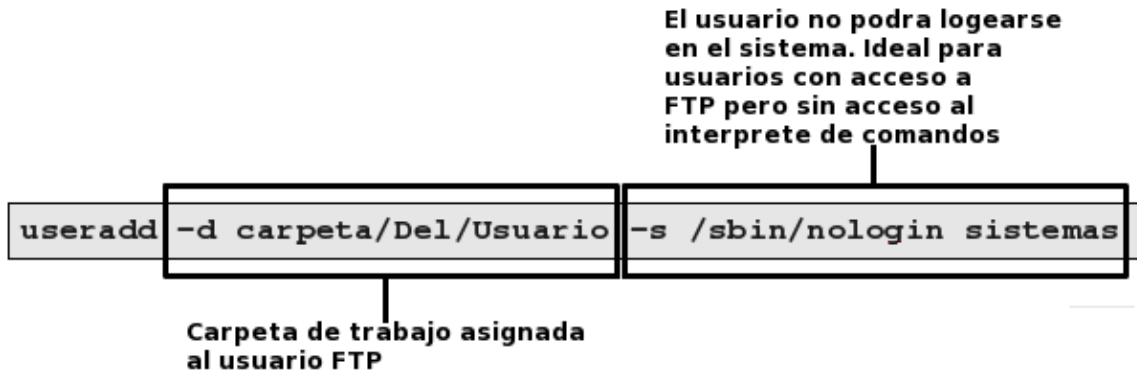 El usuario no podra logearse
en el sistema. Ideal para
usuarios con acceso a
FTP pero sin acceso al
interprete de comandos
useradd -d carpeta/Del/Usuario -s /sbin/nologin sistemas
Carpeta de trabajo asignada
al usuario FTP